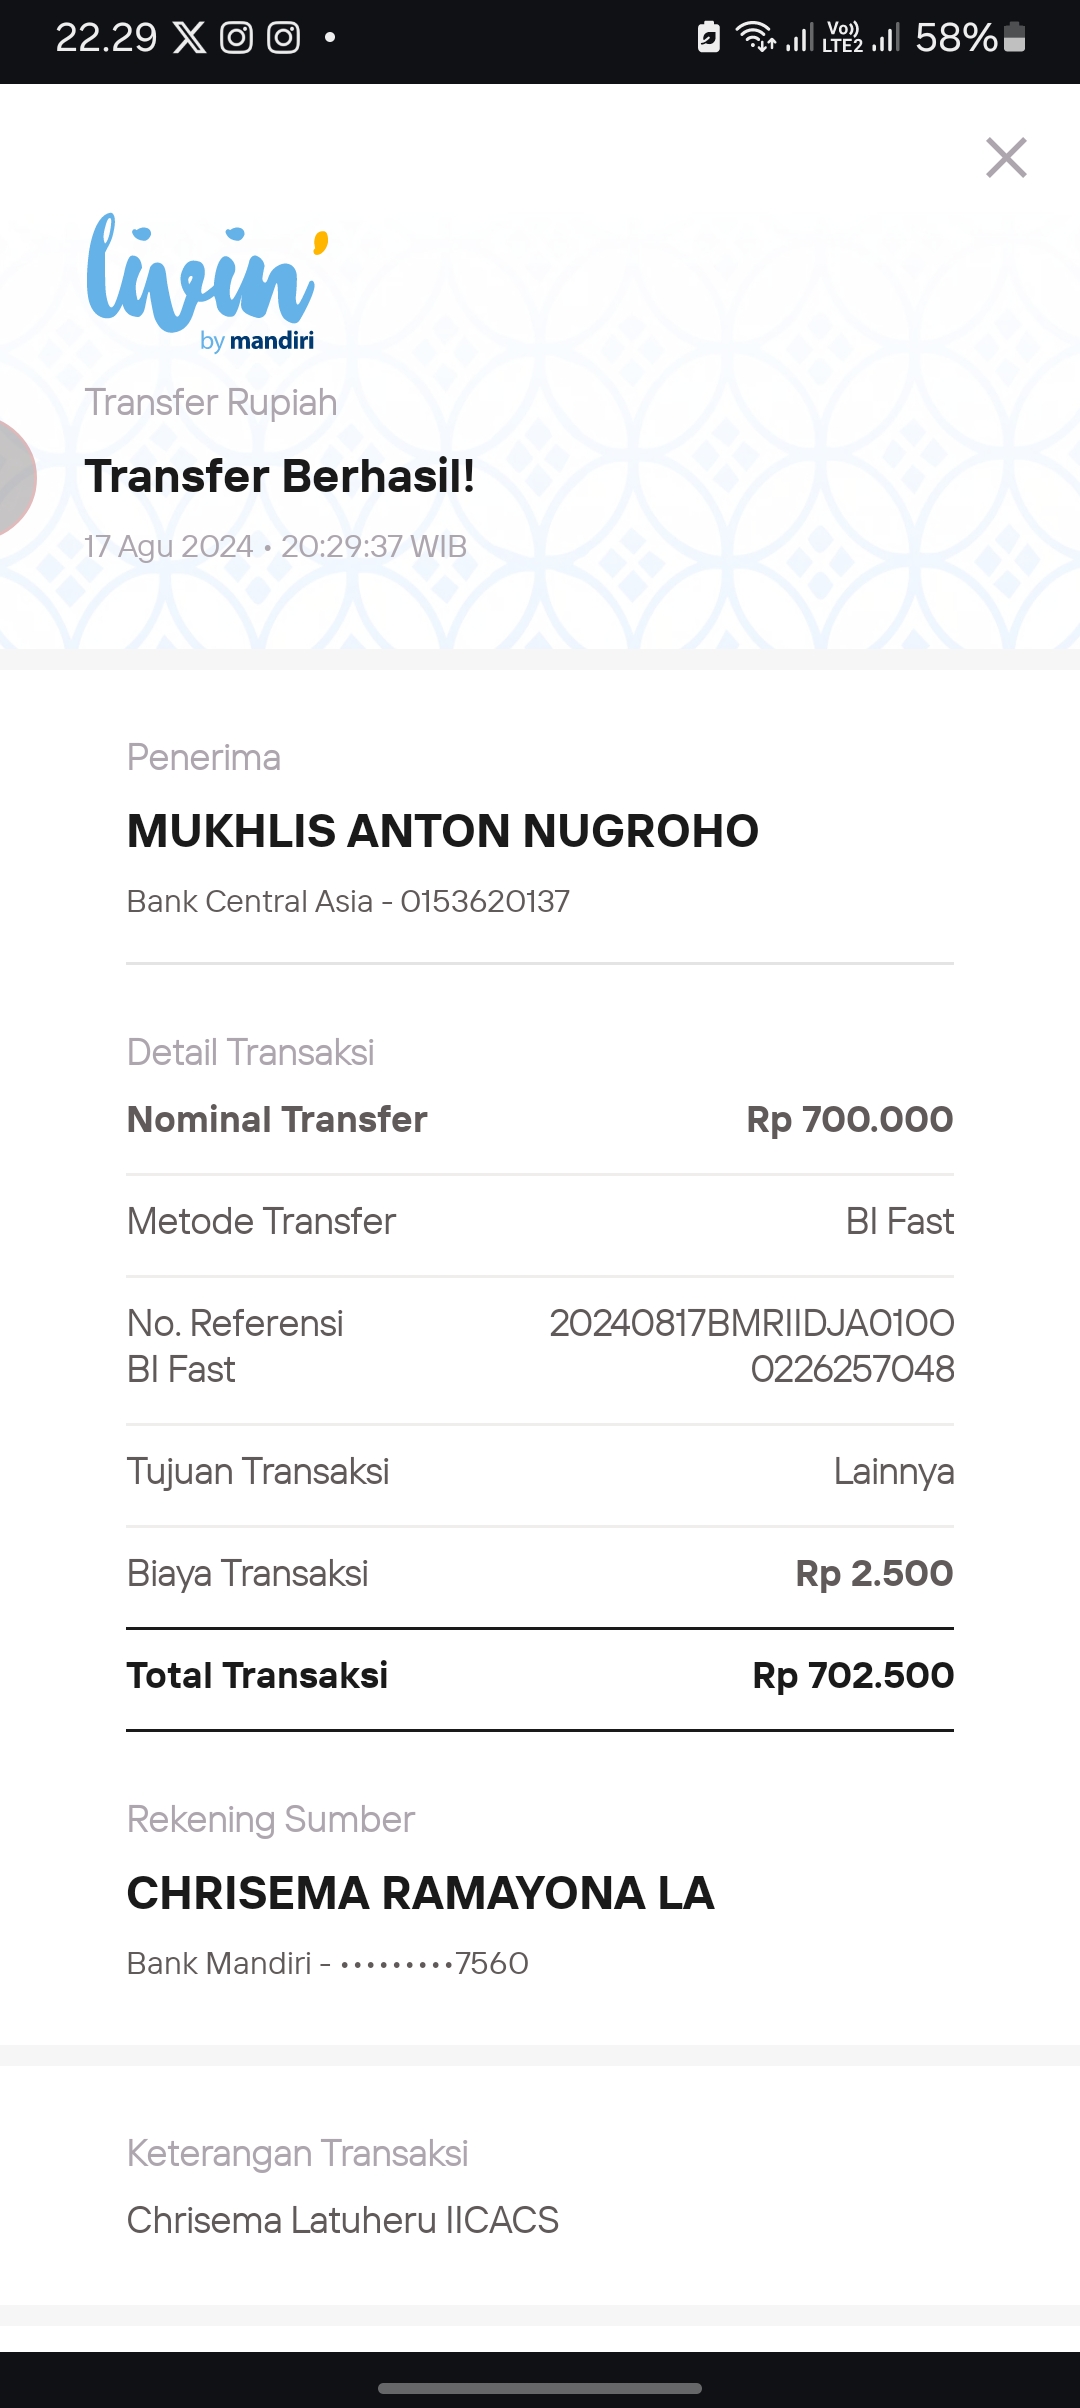 22.29
Vo))
LTE2
58%
livin'
by mandiri
Transfer Rupiah
Transfer Berhasil!
17 Agu 2024 • 20:29:37 WIB
Penerima
MUKHLIS ANTON NUGROHO
Bank Central Asia - 0153620137
Detail Transaksi
Nominal Transfer Rp 700.000
Metode Transfer BI Fast
No. Referensi 20240817BMRIIDJA010O
BI Fast 0226257048
Tujuan Transaksi Lainnya
Biaya Transaksi Rp 2.500
Total Transaksi Rp 702.500
Rekening Sumber
CHRISEMA RAMAYONA LA
Bank Mandiri - •••••••••7560
Keterangan Transaksi
Chrisema Latuheru IICACS